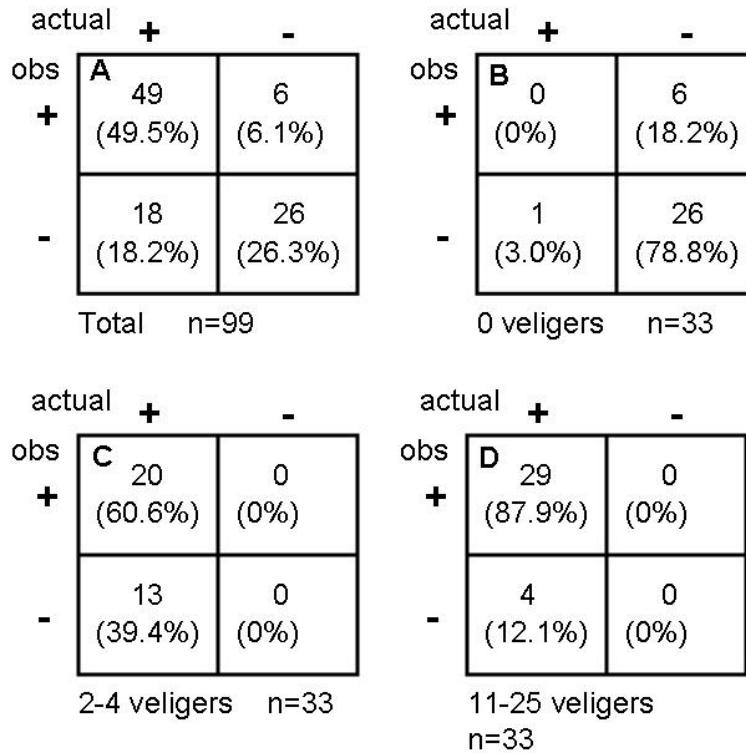 actual + -
obs
A
+ 49 6
(49.5%) (6.1%)
- 18 26
(18.2%) (26.3%)
Total n=99
actual + -
obs
B
+ 0 6
(0%) (18.2%)
- 1 26
(3.0%) (78.8%)
0 veligers n=33
actual + -
obs
C
+ 20 0
(60.6%) (0%)
- 13 0
(39.4%) (0%)
2-4 veligers n=33
actual + -
obs
D
+ 29 0
(87.9%) (0%)
- 4 0
(12.1%) (0%)
11-25 veligers
n=33